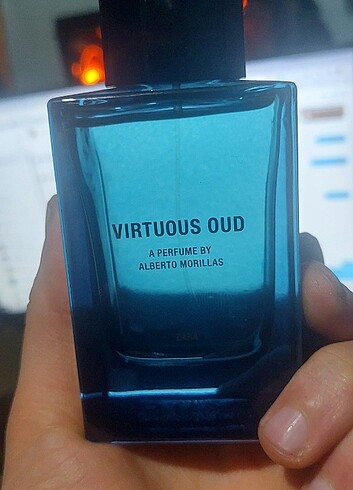 VIRTUOUS OUD
A PERFUME BY
ALBERTO MORILLAS